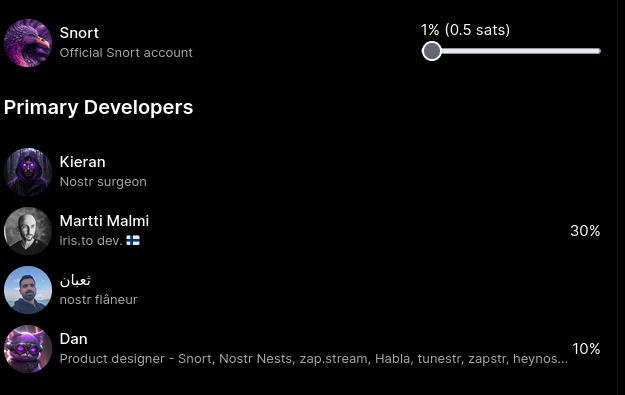 Snort
Official Snort account
1% (0.5 sats)
Primary Developers
Kieran
Nostr surgeon
Martti Malmi
iris.to dev. 🇫🇮
30%
ثعبان
nostr flâneur
Dan
Product designer - Snort, Nostr Nests, zap.stream, Habla, tunestr, zapstr, heynos...
10%